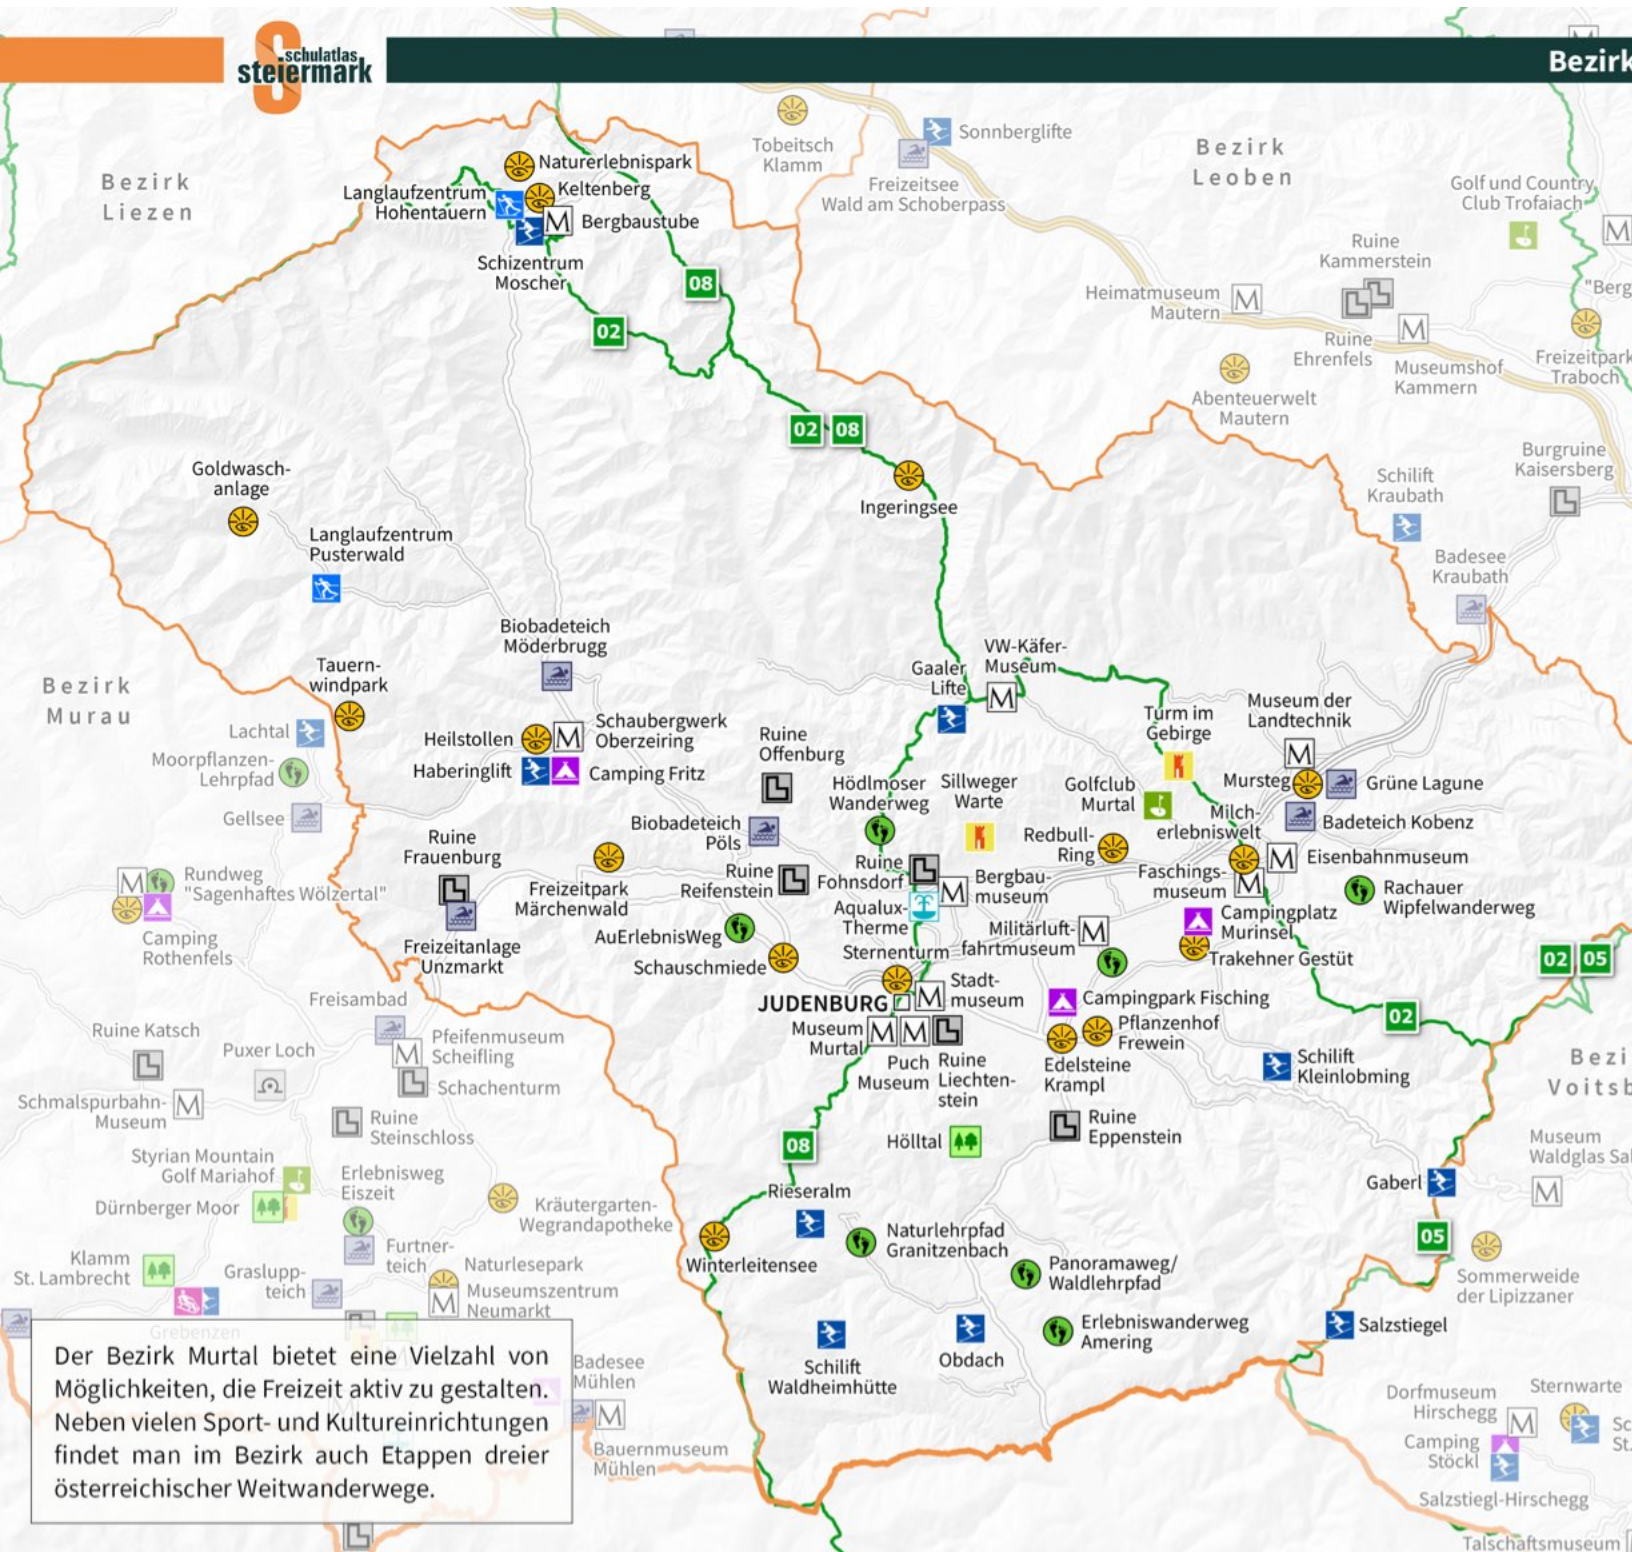 schulatlas
steiermark
Bezirk
Tobeitsch
Klamm
Sonnberglifte
Freizeitsee
Wald am Schoberpass
Bezirk
Leoben
Golf und Country
Club Trofaiach
M
Bezirk
Liezen
Naturerlebnispark
Langlaufzentrum
Hohentauern
Keltenberg
M
Bergbaustube
Schizentrum
Moscher
08
02
Ruine
Kammerstein
Heimatmuseum
Mautern
M
Ruine
Ehrenfels
M
Museumshof
Kammern
"Berg
Freizeitpark
Traboch
Abenteuerwelt
Mautern
02 08
Ingeringsee
Burgruine
Kaisersberg
Schilift
Kraubath
Badesee
Kraubath
Goldwasch-
anlage
Langlaufzentrum
Pusterwald
Biobadeteich
Möderbrugg
Tauern-
windpark
Bezirk
Murau
Lachtal
Moorpflanzen-
Lehrpfad
Gellsee
Heilstollen
M
Schaubergwerk
Oberzeiring
Haberinglift
Camping Fritz
Ruine
Offenburg
Gaaler
Lifte
VW-Käfer-
Museum
M
Turm im
Gebirge
Museum der
Landtechnik
M
Mursteg
Grüne Lagune
Badeteich Kobenz
Hödlmoser
Wanderweg
Sillweger
Warte
Golfclub
Murtal
Milch-
erlebniswelt
Redbull-
Ring
M
Eisenbahnmuseum
Faschings-
museum
M
Rachauer
Wipfelwanderweg
Ruine
Frauenburg
Freizeitanlage
Unzmarkt
Freizeitpark
Märchenwald
Biobadeteich
Pöls
Ruine
Reifenstein
AuErlebnisWeg
Schauschmiede
Ruine
Fohnsdorf
M
Bergbau-
museum
Aqualux
Therme
Militärluft-
fahrtmuseum
M
Campingplatz
Murinsel
Trakehner Gestüt
Sternenturm
JUDENBURG
M
Stadt-
museum
Museum
Murtal
M
M
Puch
Museum
Ruine
Liechten-
stein
Campingpark Fisching
Pflanzenhof
Frewein
Edelsteine
Krampl
Ruine
Eppenstein
02
02 05
Schilift
Kleinlobming
M
Rundweg
"Sagenhaftes Wölzertal"
Camping
Rothenfels
Freisambad
Ruine Katsch
Puxer Loch
M
Pfeifenmuseum
Scheifling
Schachenturm
Schmalspurbahn-
Museum
M
Ruine
Steinschloss
Styrian Mountain
Golf Mariahof
Dürnberger Moor
Erlebnisweg
Eiszeit
Kräutergarten-
Wegrandapotheke
Klamm
St. Lambrecht
Furtner-
teich
Graslupp-
teich
Naturlesepark
M
Museumszentrum
Neumarkt
Grebenzen
Hölltal
08
Rieseralm
Winterleitensee
Naturlehrpfad
Granitzenbach
Panoramaweg/
Waldlehrpfad
Erlebniswanderweg
Amering
Obdach
Schilift
Waldheimhütte
Bezi
Voitsb
Museum
Waldglas Sal
M
Gaberl
05
Sommerweide
der Lipizzaner
Salzstiegel
Badesee
Mühlen
M
Bauernmuseum
Mühlen
Dorfmuseum
Hirschegg
M
Sternwarte
Sc
St.
Camping
Stöckl
Salzstiegl-Hirschegg
Talschaftsmuseum
Der Bezirk Murtal bietet eine Vielzahl von
Möglichkeiten, die Freizeit aktiv zu gestalten.
Neben vielen Sport- und Kultureinrichtungen
findet man im Bezirk auch Etappen dreier
österreichischer Weitwanderwege.